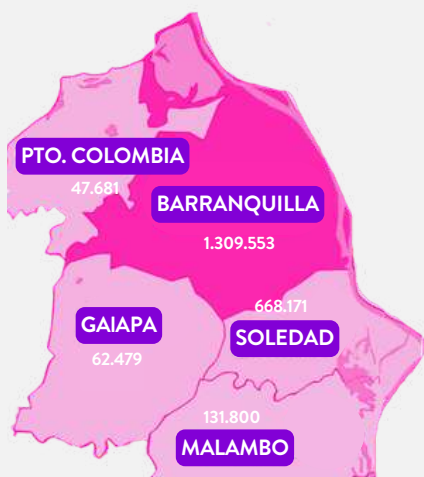 PTO. COLOMBIA
47.681
BARRANQUILLA
1.309.553
GAIAPA
62.479
668.171
SOLEDAD
131.800
MALAMBO